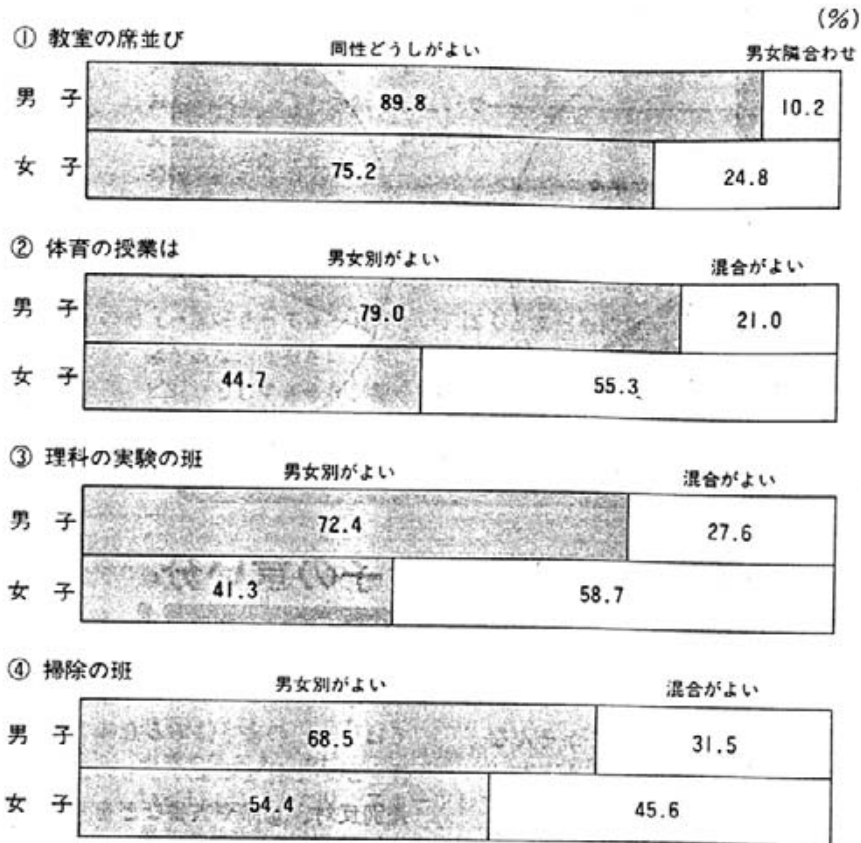 (%)
① 教室の席並び
同性どうしがよい 男女隣合わせ
男子 89.8 10.2
女子 75.2 24.8
② 体育の授業は
男女別がよい 混合がよい
男子 79.0 21.0
女子 44.7 55.3
③ 理科の実験の班
男女別がよい 混合がよい
男子 72.4 27.6
女子 41.3 58.7
④ 掃除の班
男女別がよい 混合がよい
男子 68.5 31.5
女子 54.4 45.6